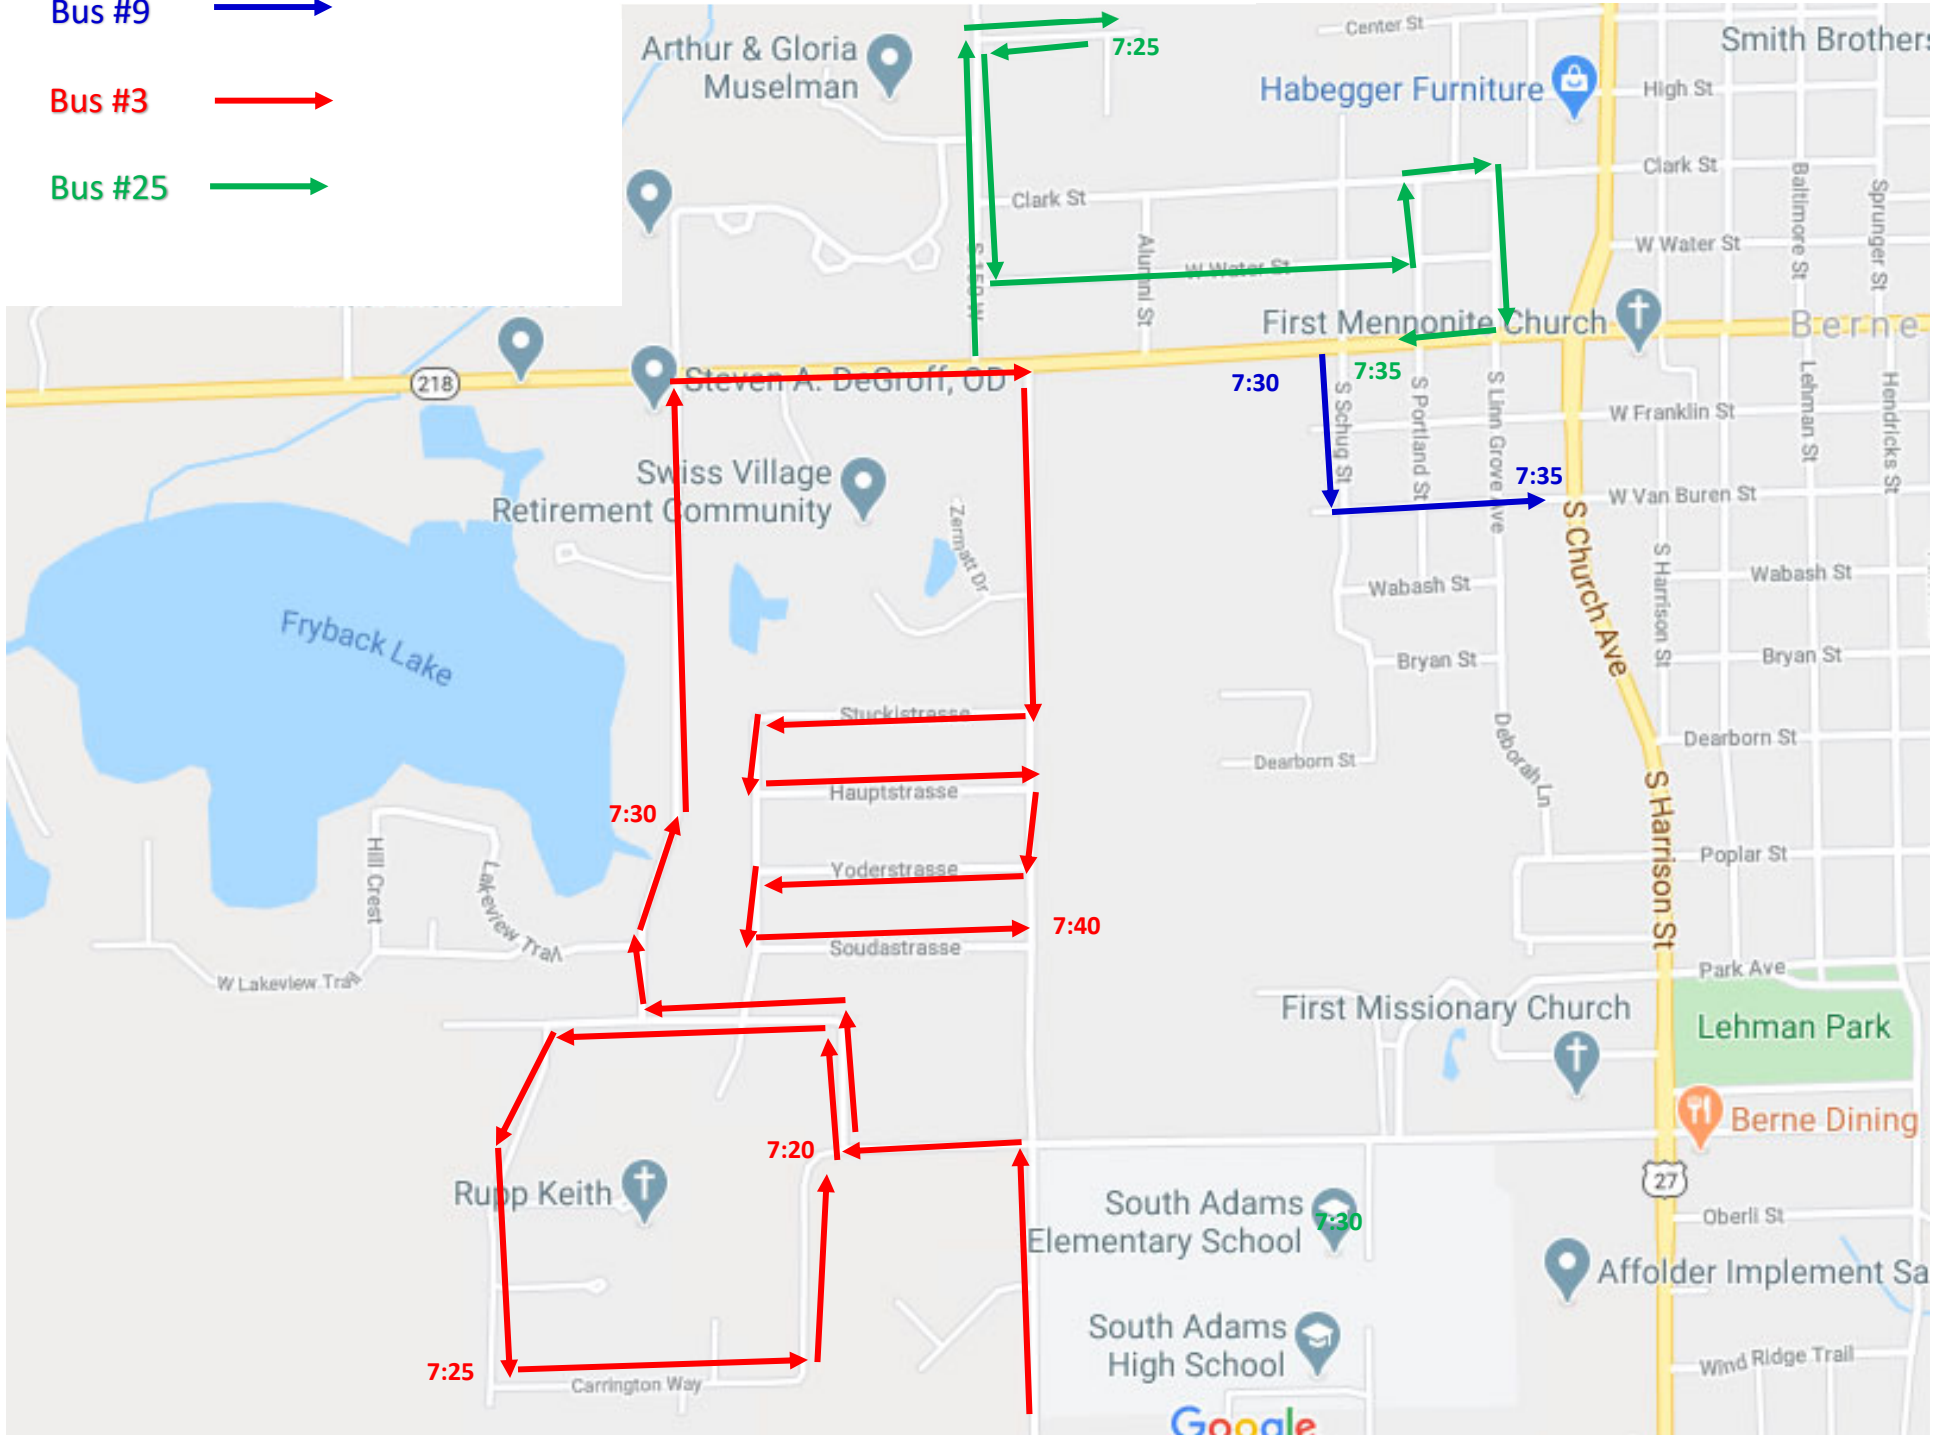 Bus #9
Bus #3
Bus #25
Arthur & Gloria
Muselman
7:25
Center St
Smith Brothers
Habegger Furniture
High St
Clark St
Clark St
Baltimore St
Sprunger St
S 150 W
Alumni St
W Water St
W Water St
First Mennonite Church
Berne
218
Steven A. DeGroff, OD
7:30
7:35
S Schug St
S Portland St
S Linn Grove Ave
W Franklin St
Lehman St
Hendricks St
Swiss Village
Retirement Community
Zermatt Dr
7:35
W Van Buren St
S Church Ave
S Harrison St
Wabash St
Wabash St
Fryback Lake
Bryan St
Bryan St
Stuckistrasse
Deborah Ln
Dearborn St
Dearborn St
Hauptstrasse
7:30
S Harrison St
Hill Crest
Lakeview Trail
Yoderstrasse
Poplar St
7:40
Soudastrasse
W Lakeview Trail
Park Ave
First Missionary Church
Lehman Park
Berne Dining
7:20
27
Rupp Keith
South Adams
Elementary School
7:30
Oberli St
Affolder Implement Sa
South Adams
High School
7:25
Carrington Way
Wind Ridge Trail
Google